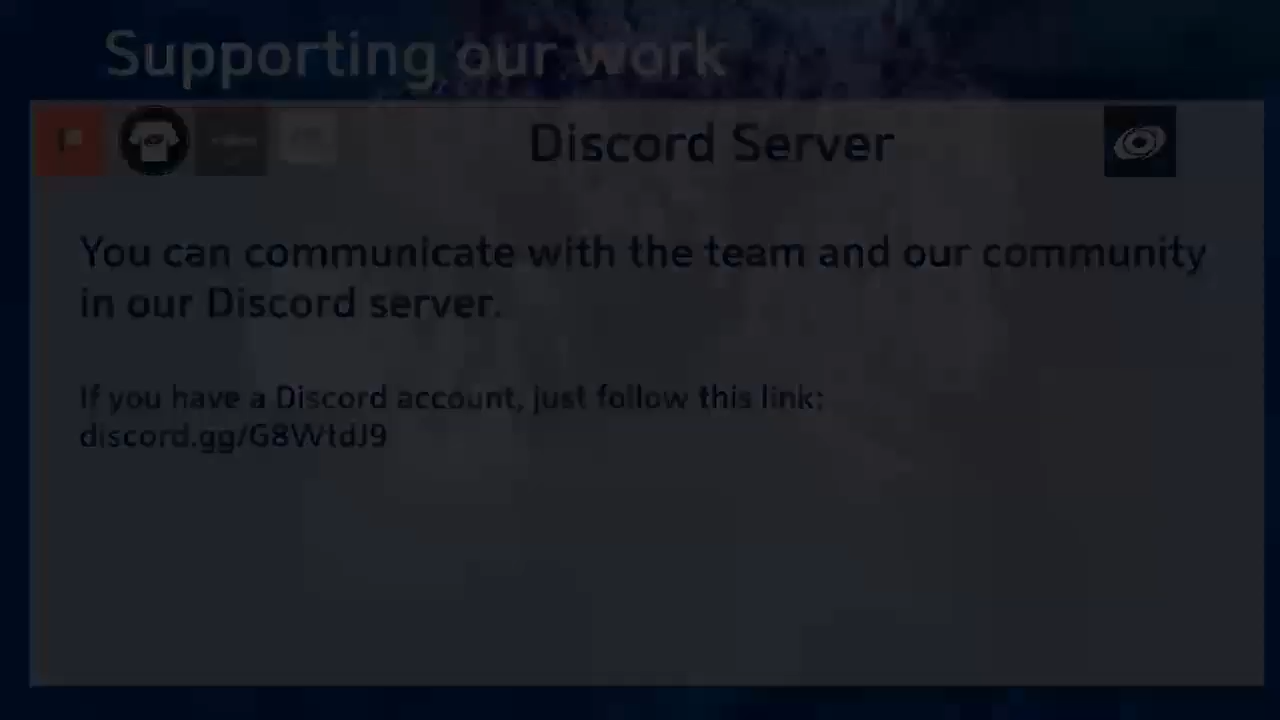 Supporting our work
Discord Server
You can communicate with the team and our community
in our Discord server.
If you have a Discord account, just follow this link:
discord.gg/G8WtdJ9